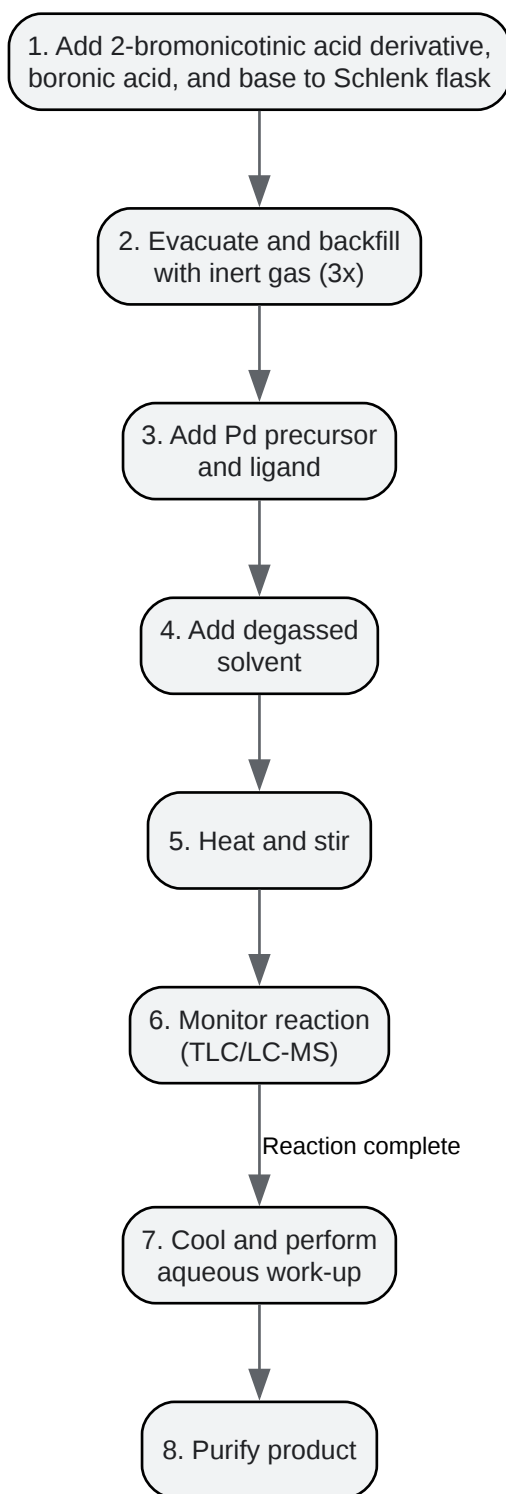 1. Add 2-bromonicotinic acid derivative,
boronic acid, and base to Schlenk flask
2. Evacuate and backfill
with inert gas (3x)
3. Add Pd precursor
and ligand
4. Add degassed
solvent
5. Heat and stir
6. Monitor reaction
(TLC/LC-MS)
Reaction complete
7. Cool and perform
aqueous work-up
8. Purify product